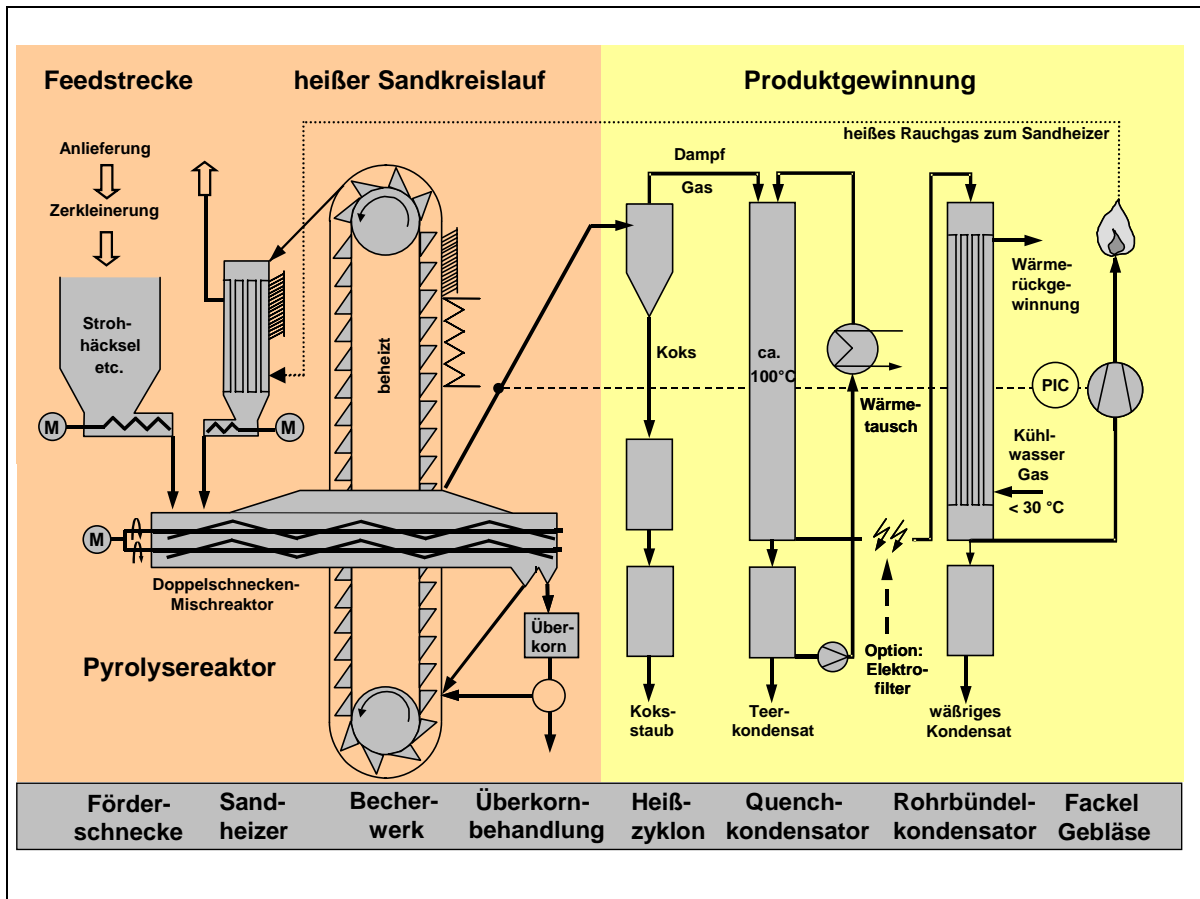 Feedstrecke
heißer Sandkreislauf
Produktgewinnung
heißes Rauchgas zum Sandheizer
Anlieferung
Zerkleinerung
Stroh-
häcksel
etc.
M
M
beheizt
Dampf
Gas
Koks
ca.
100°C
Wärme-
tausch
Wärme-
rückge-
winnung
PIC
Kühl-
wasser
Gas
< 30 °C
M
Doppelschnecken-
Mischreaktor
Pyrolysereaktor
Über-
korn
Option:
Elektro-
filter
Koks-
staub
Teer-
kondensat
wäßriges
Kondensat
Förder-
schnecke
Sand-
heizer
Becher-
werk
Überkorn-
behandlung
Heiß-
zyklon
Quench-
kondensator
Rohrbündel-
kondensator
Fackel
Gebläse